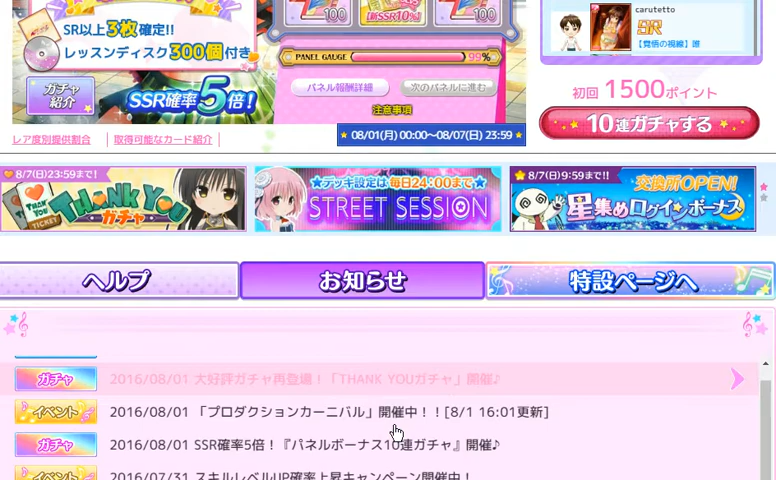 SR以上3枚確定!!
レッスンディスク300個付き
ガチャ紹介
SSR確率5倍!
100
[新SSR10%]
100
PANEL GAUGE
99%
パネル報酬詳細
次のパネルに進む
注意事項
レア度別提供割合
取得可能なカード紹介
★ 08/01(月) 00:00〜08/07(日) 23:59 ★
carutetto
SR
【覚悟の視線】唯
初回 1500ポイント
10連ガチャする
8/7(日)23:59まで!
THANK YOU TICKET
THANK YOU ガチャ
★デッキ設定は毎日24:00まで★
STREET SESSION
8/7(日)9:59まで!!
交換所OPEN!
星集めログインボーナス
ヘルプ
お知らせ
特設ページへ
ガチャ 2016/08/01 大好評ガチャ再登場!「THANK YOUガチャ」開催♪
イベント 2016/08/01 「プロダクションカーニバル」開催中!![8/1 16:01更新]
ガチャ 2016/08/01 SSR確率5倍!『パネルボーナス10連ガチャ』開催♪
イベント 2016/07/31 スキルレベルUP確率上昇キャンペーン開催中!